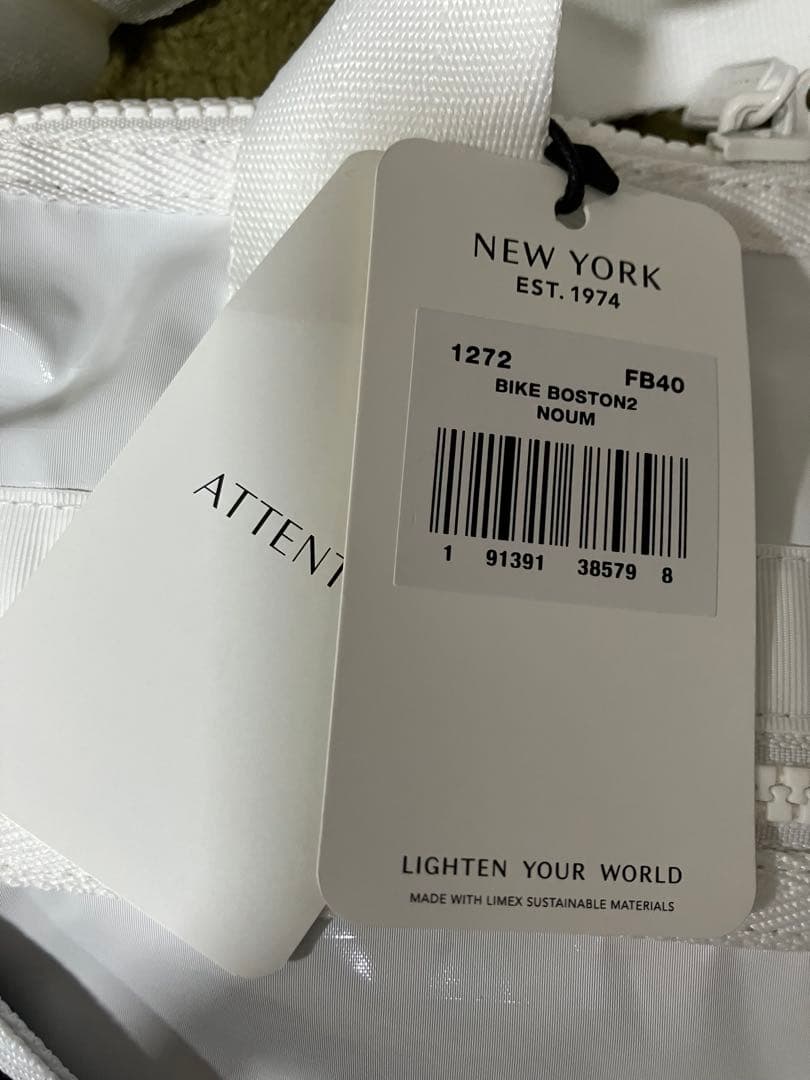 NEW YORK
EST. 1974
1272 FB40
BIKE BOSTON2
NOUM
1 91391 38579 8
ATTENT
LIGHTEN YOUR WORLD
MADE WITH LIMEX SUSTAINABLE MATERIALS